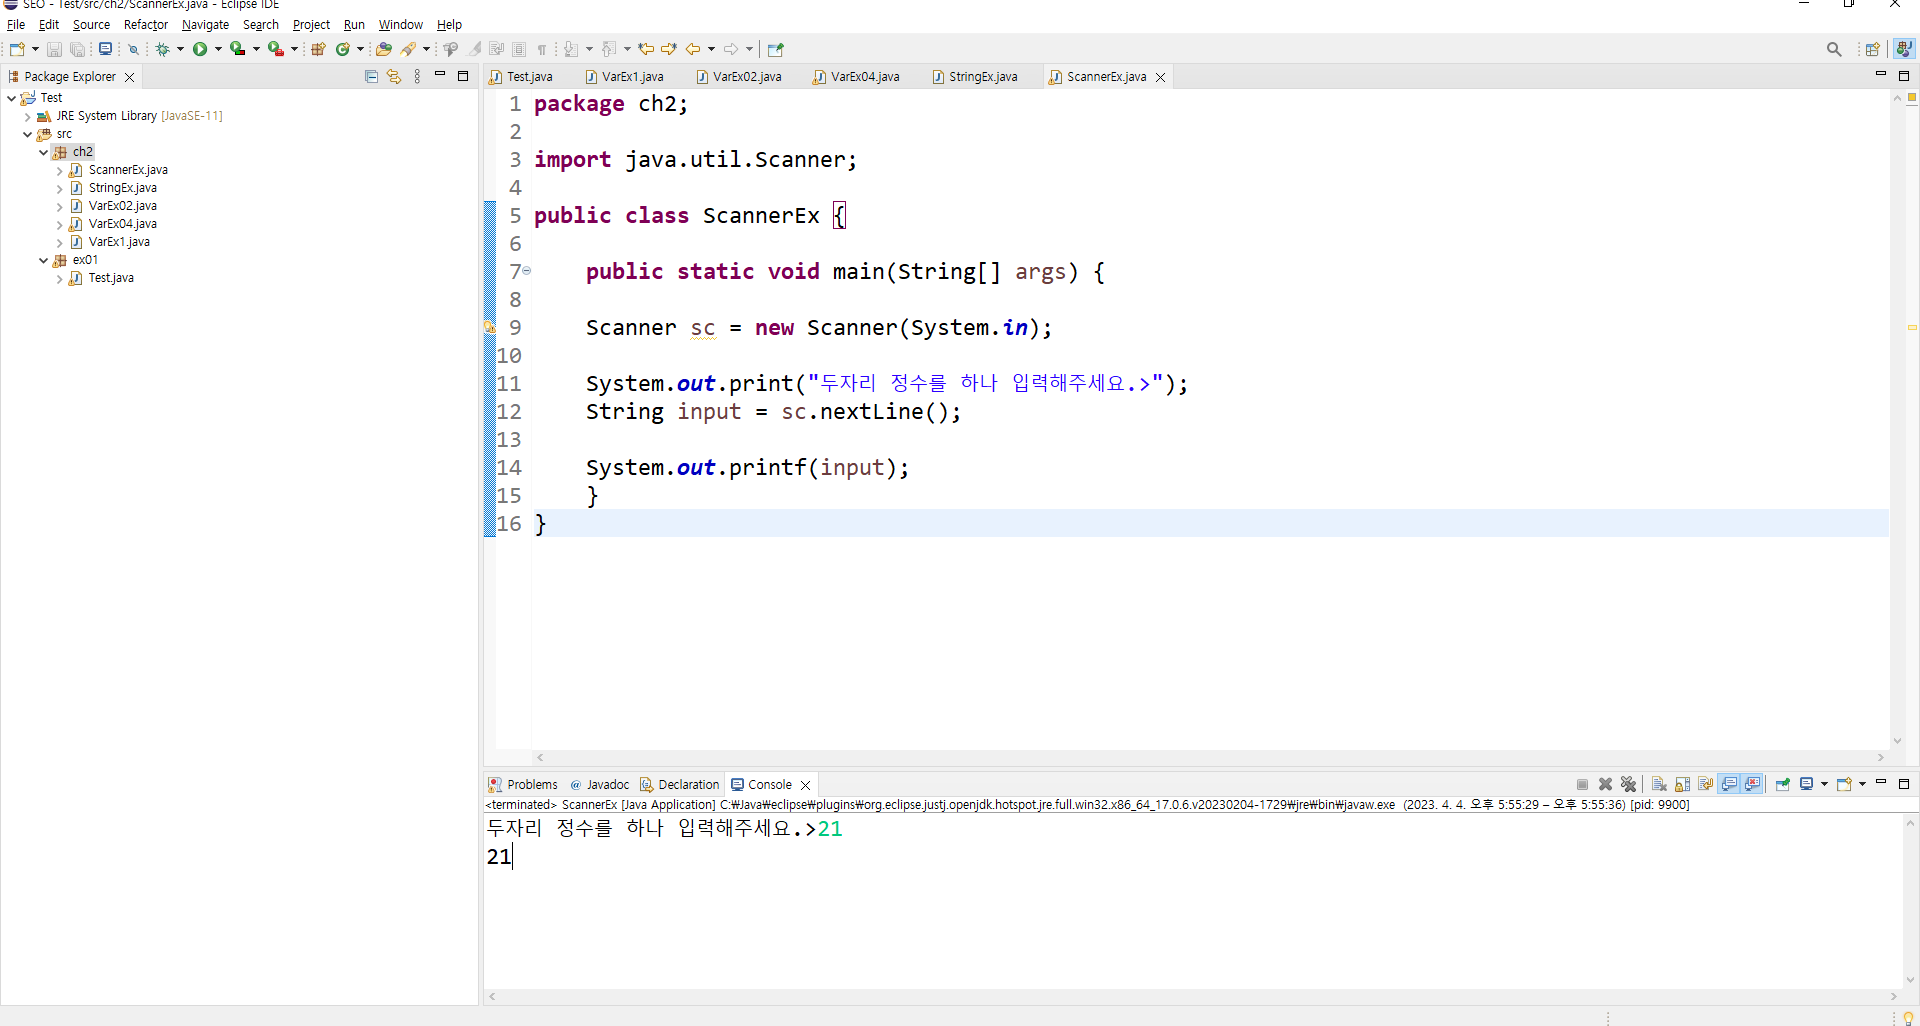 SEO - Test/src/ch2/ScannerEx.java - Eclipse IDE
File Edit Source Refactor Navigate Search Project Run Window Help
Package Explorer
Test
JRE System Library [JavaSE-11]
src
ch2
ScannerEx.java
StringEx.java
VarEx02.java
VarEx04.java
VarEx1.java
ex01
Test.java
Test.java VarEx1.java VarEx02.java VarEx04.java StringEx.java ScannerEx.java
1 package ch2;
2
3 import java.util.Scanner;
4
5 public class ScannerEx {
6
7 public static void main(String[] args) {
8
9 Scanner sc = new Scanner(System.in);
10
11 System.out.print("두자리 정수를 하나 입력해주세요.>");
12 String input = sc.nextLine();
13
14 System.out.printf(input);
15 }
16 }
Problems @ Javadoc Declaration Console
<terminated> ScannerEx [Java Application] C:₩Java₩eclipse₩plugins₩org.eclipse.justj.openjdk.hotspot.jre.full.win32.x86_64_17.0.6.v20230204-1729₩jre₩bin₩javaw.exe (2023. 4. 4. 오후 5:55:29 – 오후 5:55:36) [pid: 9900]
두자리 정수를 하나 입력해주세요.>21
21